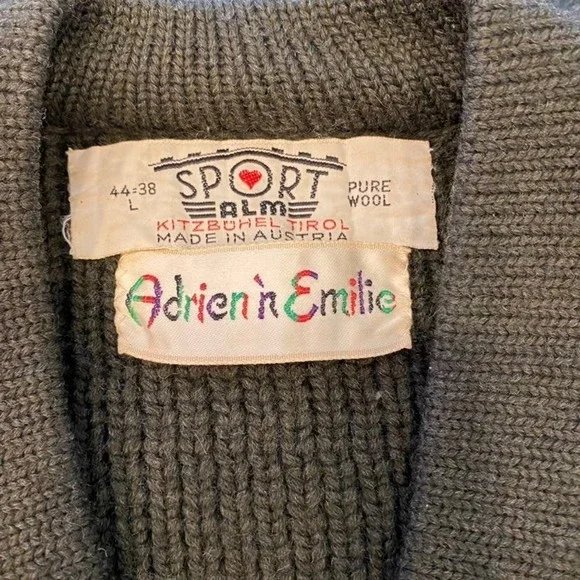 44=38
L
SPORT
ALM
PURE
WOOL
KITZBÜHEL TIROL
MADE IN AUSTRIA
Adrien 'n Emilie